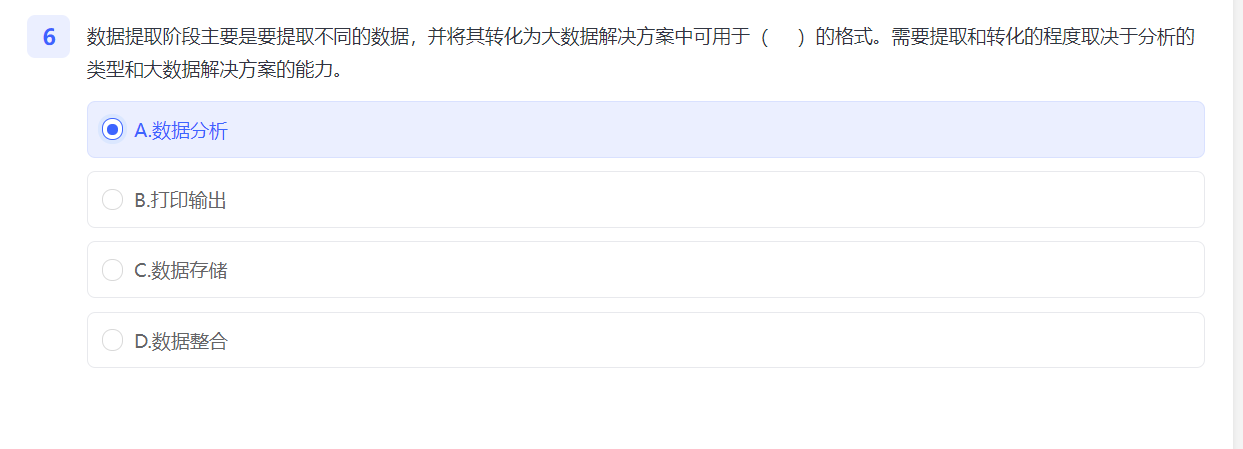 6
数据提取阶段主要是要提取不同的数据，并将其转化为大数据解决方案中可用于（　）的格式。需要提取和转化的程度取决于分析的
类型和大数据解决方案的能力。
A.数据分析
B.打印输出
C.数据存储
D.数据整合